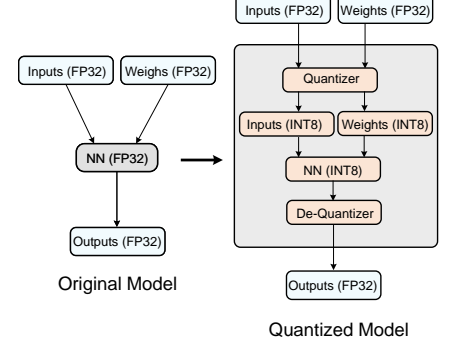 Inputs (FP32)
Weighs (FP32)
NN (FP32)
Outputs (FP32)
Original Model
Inputs (FP32)
Weights (FP32)
Quantizer
Inputs (INT8)
Weights (INT8)
NN (INT8)
De-Quantizer
Outputs (FP32)
Quantized Model